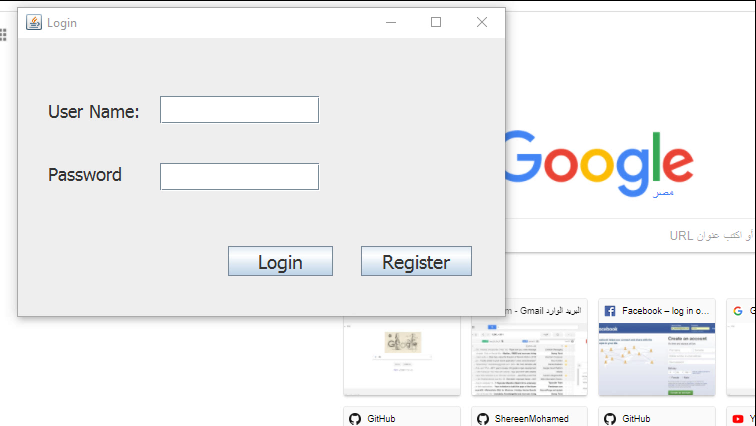 Login
User Name:
Password
Login
Register
Google
مصر
أو اكتب عنوان URL
m - Gmail البريد الوارد
Facebook – log in o...
G
GitHub
ShereenMohamed
GitHub
Y